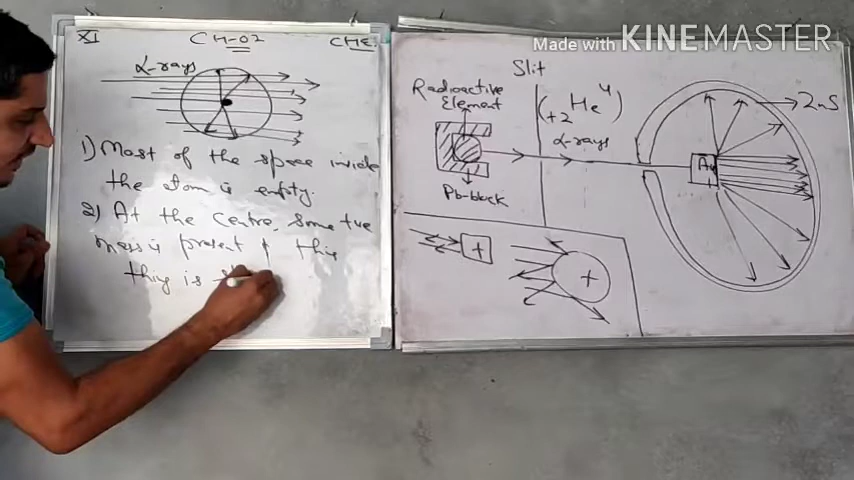 XI CH-02 CHE.
α-rays
1) Most of the space inside
the atom is empty.
2) At the centre, some +ve
mass is present & this
thing is
Made with KINEMASTER
Slit
Radioactive
Element
(+2He4)
α-rays
Pb-block
ZnS
Au
+
+